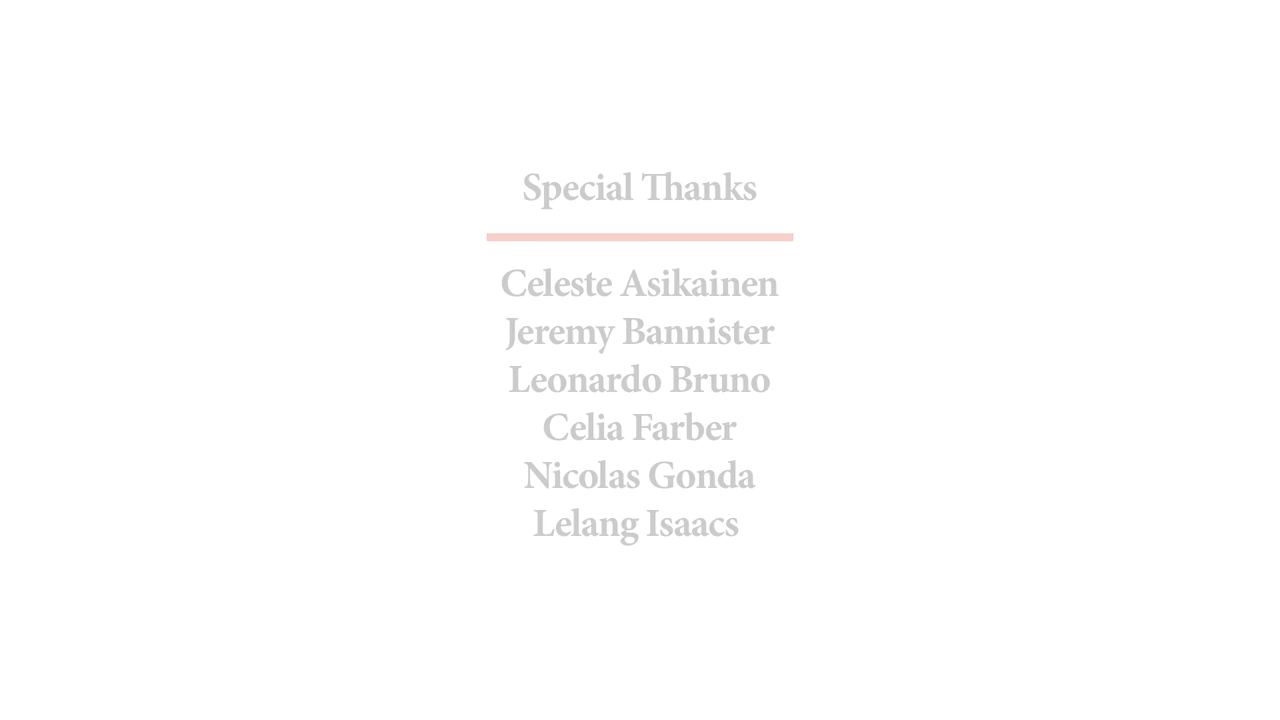 Special Thanks
Celeste Asikainen
Jeremy Bannister
Leonardo Bruno
Celia Farber
Nicolas Gonda
Lelang Isaacs